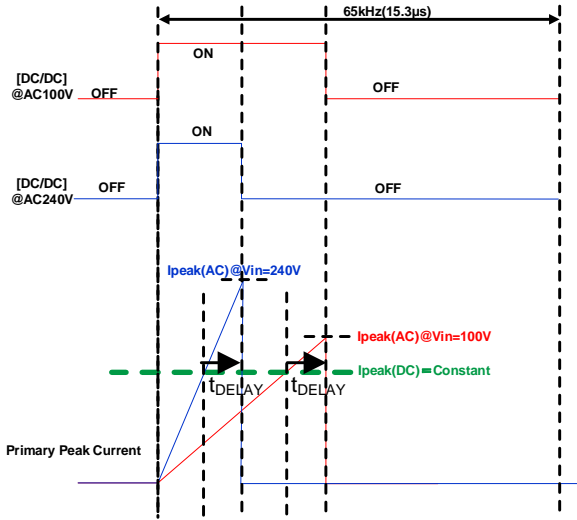 65kHz(15.3µs)
ON
[DC/DC]
@AC100V
OFF
OFF
ON
[DC/DC]
@AC240V
OFF
OFF
Ipeak(AC)@Vin=240V
Ipeak(AC)@Vin=100V
Ipeak(DC)=Constant
tDELAY
tDELAY
Primary Peak Current